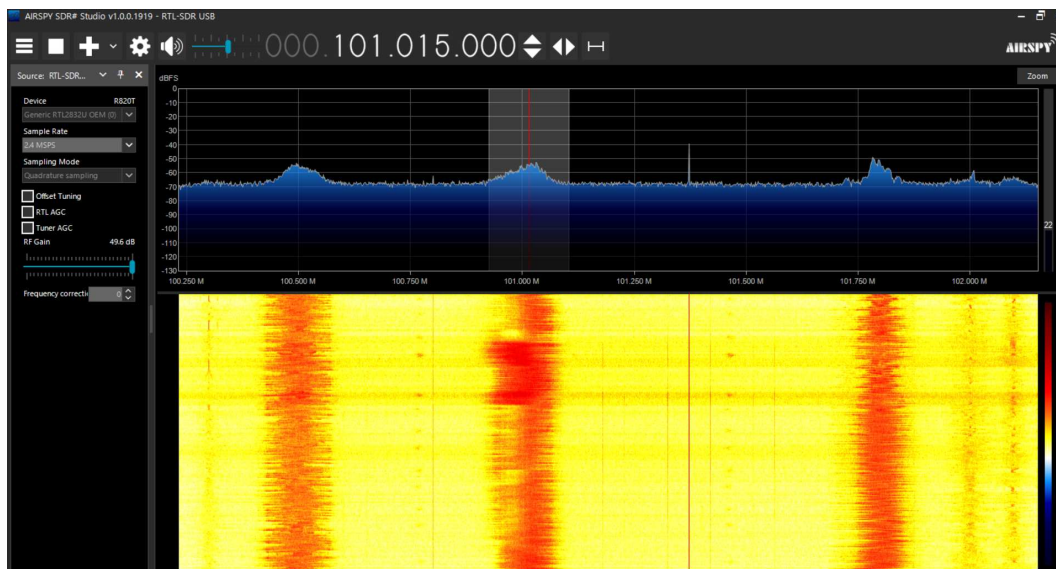 AIRSPY SDR# Studio v1.0.0.1919 - RTL-SDR USB
000.101.015.000
AIRSPY
Source: RTL-SDR...
Device R820T
Generic RTL2832U OEM (0)
Sample Rate
2.4 MSPS
Sampling Mode
Quadrature sampling
Offset Tuning
RTL AGC
Tuner AGC
RF Gain 49.6 dB
Frequency correctic 0
dBFS
Zoom
0
-10
-20
-30
-40
-50
-60
-70
-80
-90
-100
-110
-120
-130
22
100.250 M 100.500 M 100.750 M 101.000 M 101.250 M 101.500 M 101.750 M 102.000 M